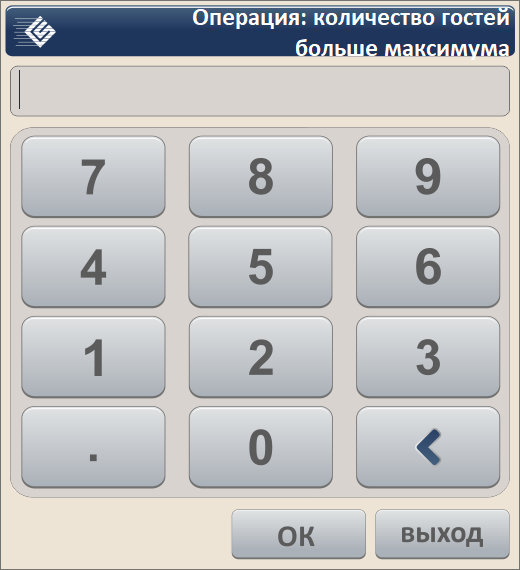 Операция: количество гостей
больше максимума
7 8 9
4 5 6
1 2 3
. 0
ОК выход